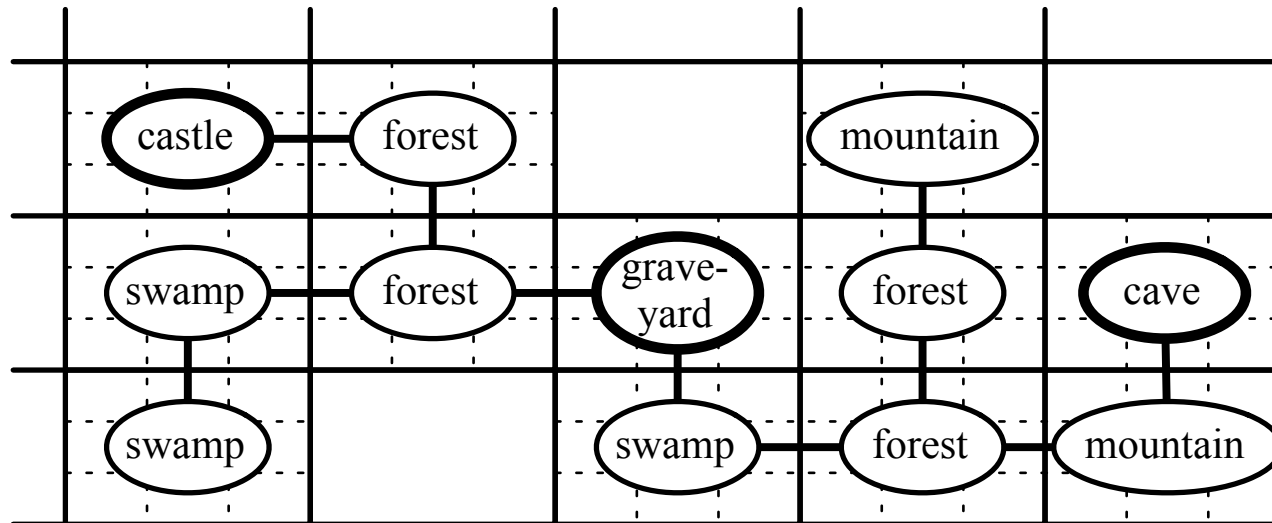 castle
forest
mountain
swamp
forest
grave-
yard
forest
cave
swamp
swamp
forest
mountain